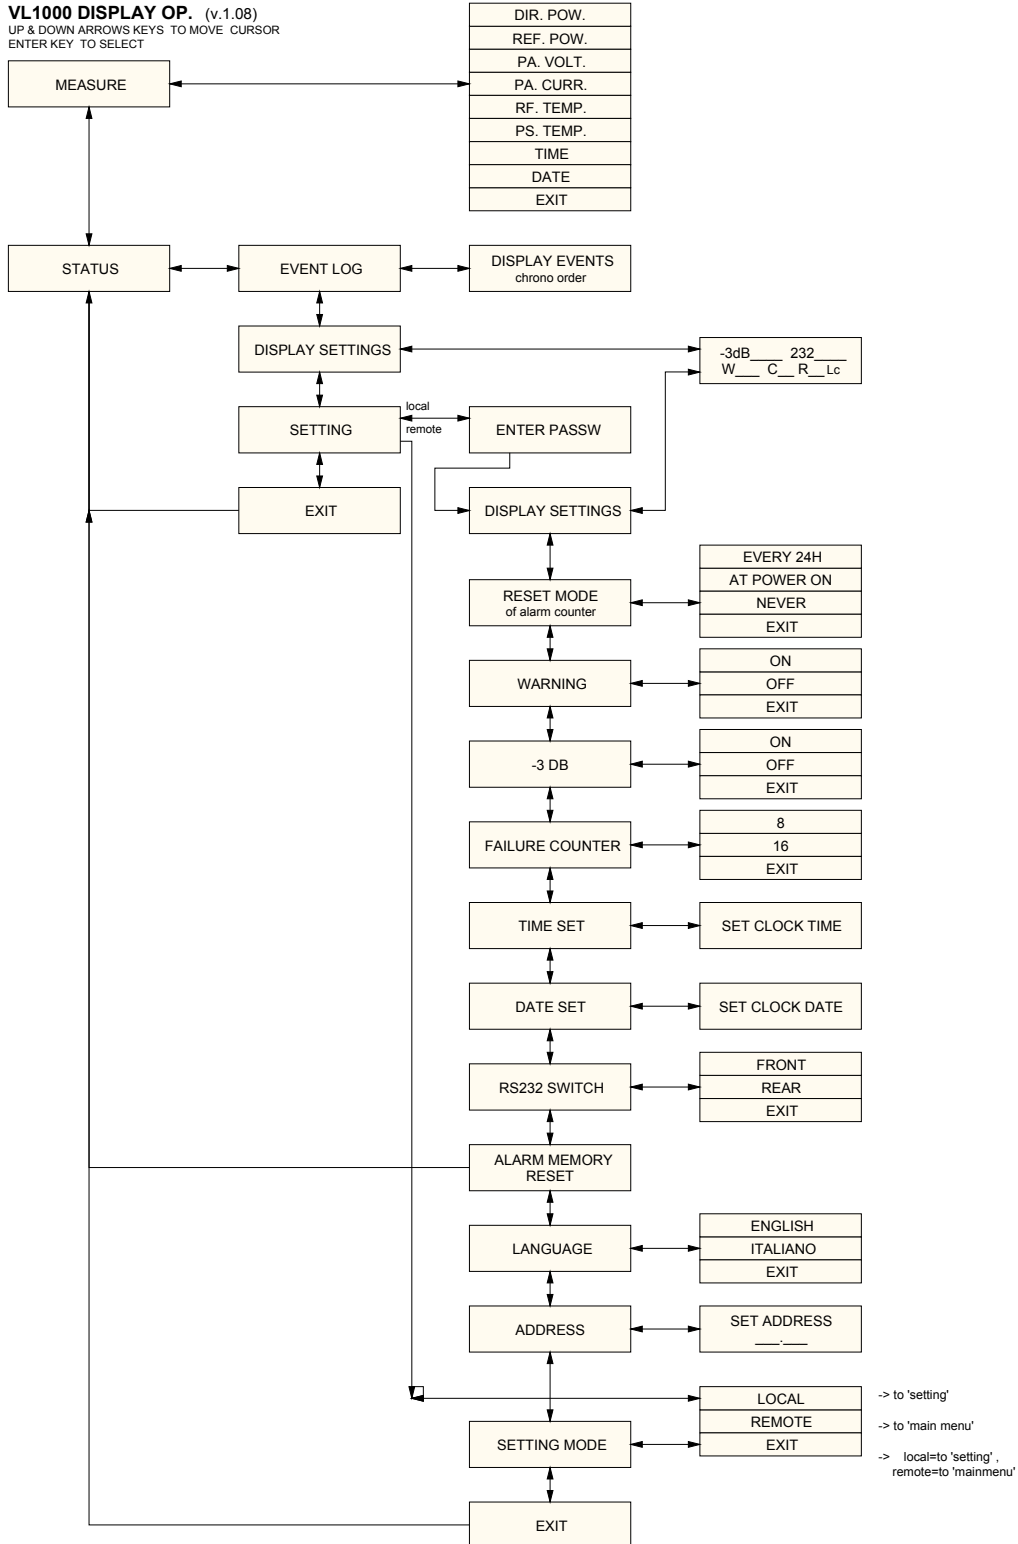 VL1000 DISPLAY OP. (v.1.08)
UP & DOWN ARROWS KEYS TO MOVE CURSOR
ENTER KEY TO SELECT
MEASURE
DIR. POW.
REF. POW.
PA. VOLT.
PA. CURR.
RF. TEMP.
PS. TEMP.
TIME
DATE
EXIT
STATUS
EVENT LOG
DISPLAY EVENTS
chrono order
DISPLAY SETTINGS
-3dB____ 232____
W___ C__ R__ Lc
SETTING
local
remote
ENTER PASSW
EXIT
DISPLAY SETTINGS
RESET MODE
of alarm counter
EVERY 24H
AT POWER ON
NEVER
EXIT
WARNING
ON
OFF
EXIT
-3 DB
ON
OFF
EXIT
FAILURE COUNTER
8
16
EXIT
TIME SET
SET CLOCK TIME
DATE SET
SET CLOCK DATE
RS232 SWITCH
FRONT
REAR
EXIT
ALARM MEMORY
RESET
LANGUAGE
ENGLISH
ITALIANO
EXIT
ADDRESS
SET ADDRESS
___.___
LOCAL
-> to 'setting'
REMOTE
-> to 'main menu'
SETTING MODE
EXIT
-> local=to 'setting' ,
remote=to 'mainmenu'
EXIT